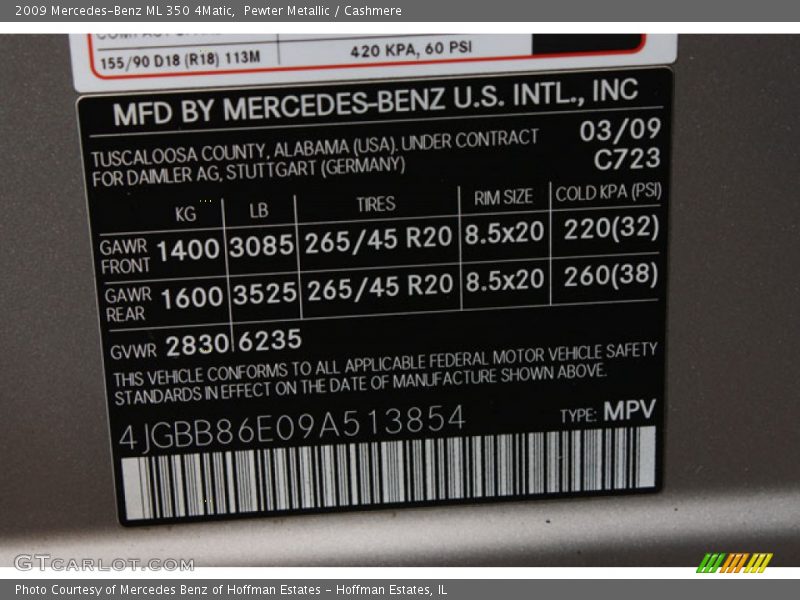 2009 Mercedes-Benz ML 350 4Matic, Pewter Metallic / Cashmere
155/90 D18 (R18) 113M 420 KPA, 60 PSI
MFD BY MERCEDES-BENZ U.S. INTL., INC
TUSCALOOSA COUNTY, ALABAMA (USA). UNDER CONTRACT 03/09
FOR DAIMLER AG, STUTTGART (GERMANY) C723
KG LB TIRES RIM SIZE COLD KPA (PSI)
GAWR FRONT 1400 3085 265/45 R20 8.5x20 220(32)
GAWR REAR 1600 3525 265/45 R20 8.5x20 260(38)
GVWR 2830 6235
THIS VEHICLE CONFORMS TO ALL APPLICABLE FEDERAL MOTOR VEHICLE SAFETY
STANDARDS IN EFFECT ON THE DATE OF MANUFACTURE SHOWN ABOVE.
4JGBB86E09A513854 TYPE: MPV
GTCarLot.com
Photo Courtesy of Mercedes Benz of Hoffman Estates - Hoffman Estates, IL